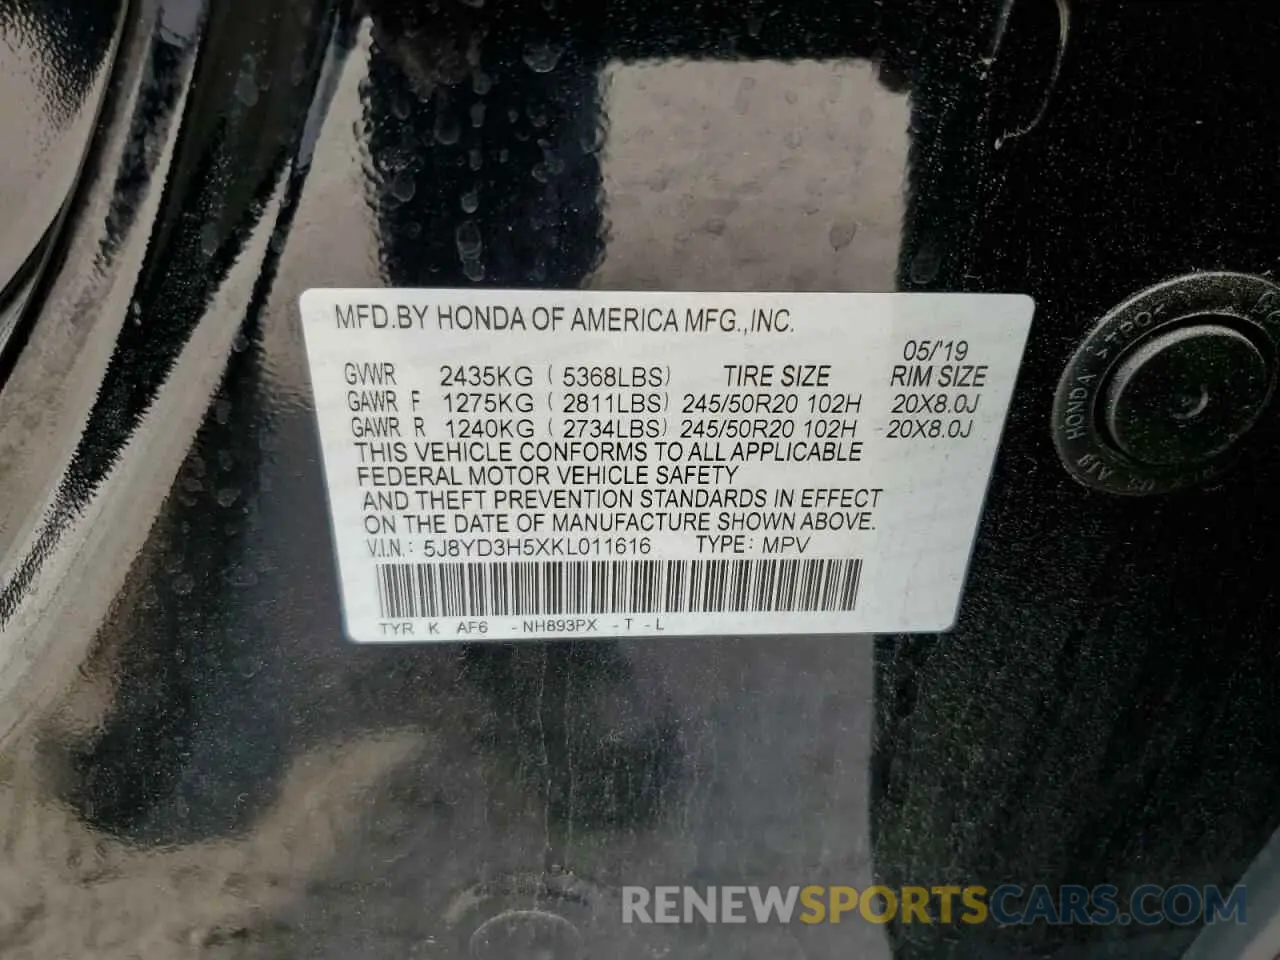 MFD.BY HONDA OF AMERICA MFG.,INC.
05/'19
GVWR 2435KG ( 5368LBS) TIRE SIZE RIM SIZE
GAWR F 1275KG ( 2811LBS) 245/50R20 102H 20X8.0J
GAWR R 1240KG ( 2734LBS) 245/50R20 102H 20X8.0J
THIS VEHICLE CONFORMS TO ALL APPLICABLE
FEDERAL MOTOR VEHICLE SAFETY
AND THEFT PREVENTION STANDARDS IN EFFECT
ON THE DATE OF MANUFACTURE SHOWN ABOVE.
V.I.N.: 5J8YD3H5XKL011616 TYPE: MPV
TYR K AF6 -NH893PX -T -L
HONDA >TPO<
RENEWSPORTSCARS.COM